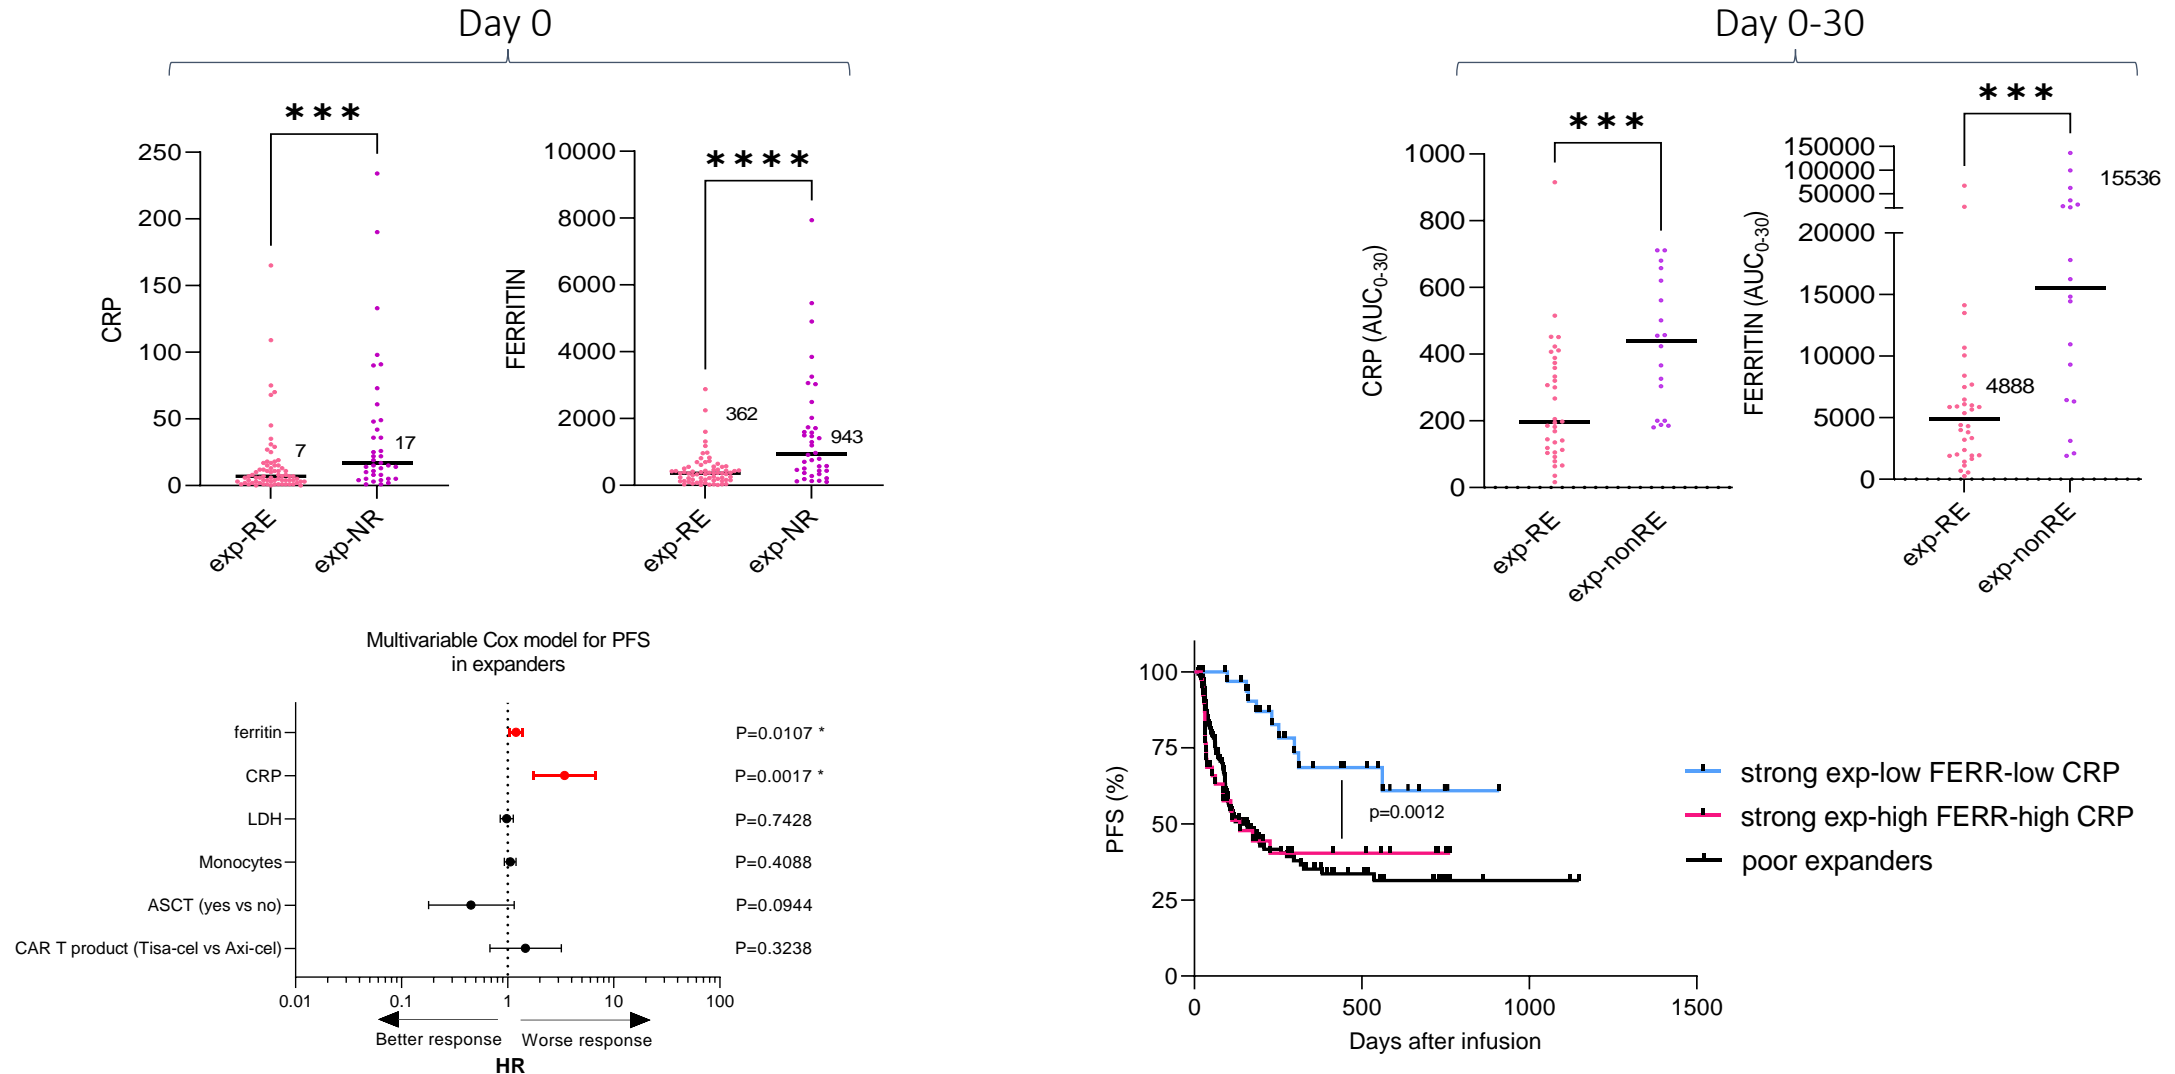 Day 0
***
250
200
150
100
50
0
CRP
7
17
exp-RE
exp-NR
****
10000
8000
6000
4000
2000
0
FERRITIN
362
943
exp-RE
exp-NR
Day 0-30
***
1000
800
600
400
200
0
CRP (AUC0-30)
exp-RE
exp-nonRE
***
150000
100000
50000
20000
15000
10000
5000
0
FERRITIN (AUC0-30)
15536
4888
exp-RE
exp-nonRE
Multivariable Cox model for PFS
in expanders
ferritin
P=0.0107 *
CRP
P=0.0017 *
LDH
P=0.7428
Monocytes
P=0.4088
ASCT (yes vs no)
P=0.0944
CAR T product (Tisa-cel vs Axi-cel)
P=0.3238
0.01
0.1
1
10
100
Better response
Worse response
HR
100
75
50
25
0
PFS (%)
p=0.0012
0
500
1000
1500
Days after infusion
strong exp-low FERR-low CRP
strong exp-high FERR-high CRP
poor expanders